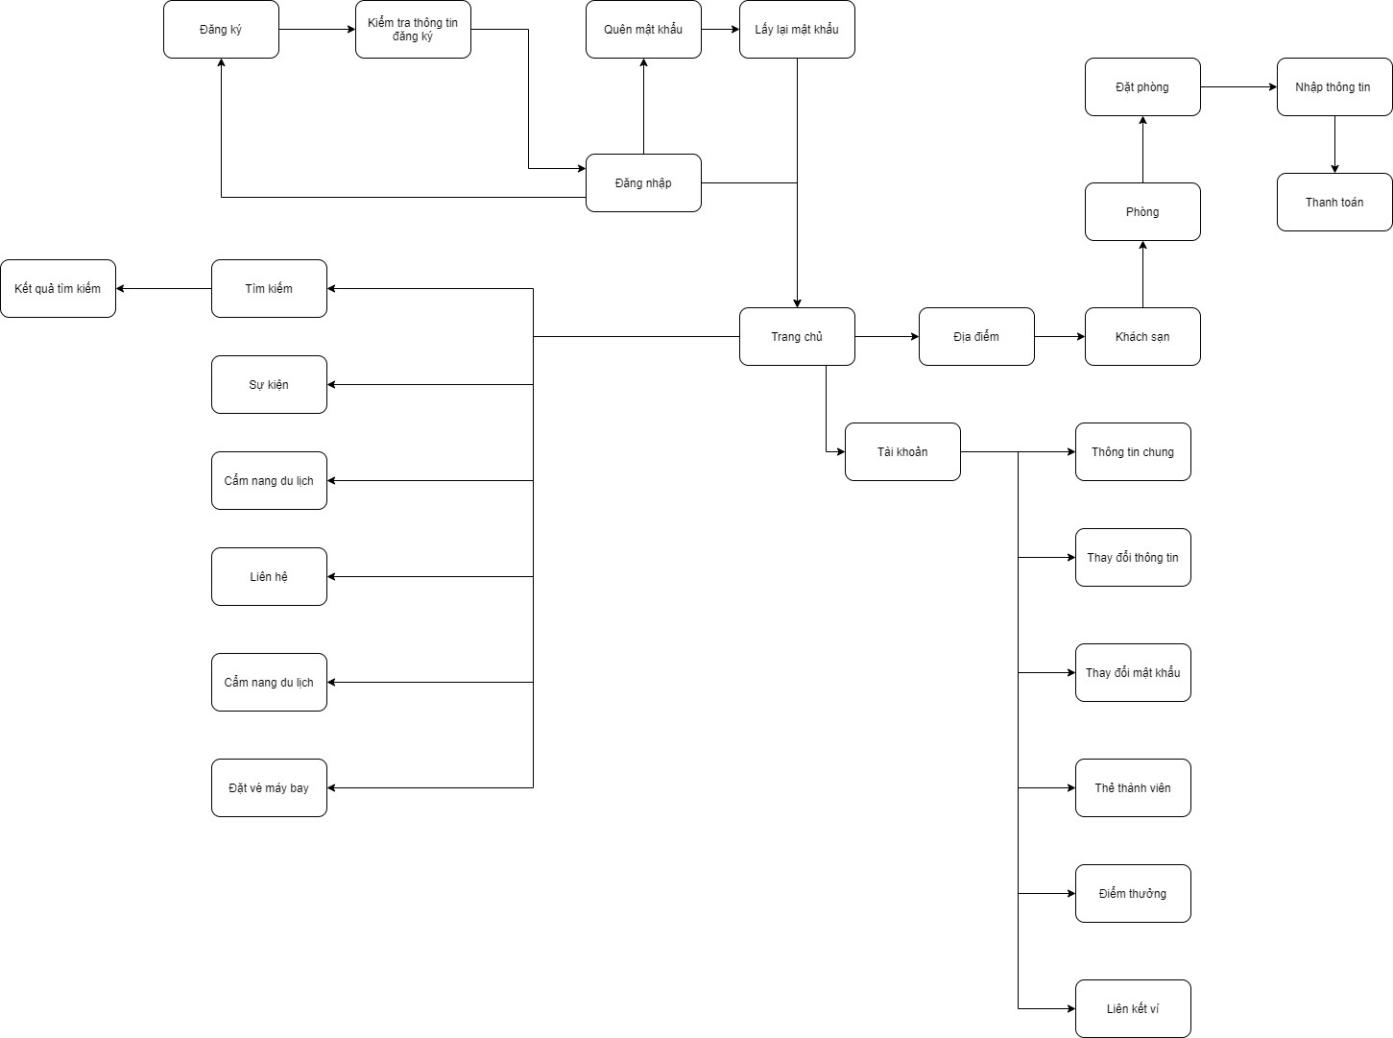 Đăng ký
Kiểm tra thông tin
đăng ký
Quên mật khẩu
Lấy lại mật khẩu
Đặt phòng
Nhập thông tin
Đăng nhập
Phòng
Thanh toán
Kết quả tìm kiếm
Tìm kiếm
Trang chủ
Địa điểm
Khách sạn
Sự kiện
Tài khoản
Thông tin chung
Cẩm nang du lịch
Thay đổi thông tin
Liên hệ
Thay đổi mật khẩu
Cẩm nang du lịch
Đặt vé máy bay
Thẻ thành viên
Điểm thưởng
Liên kết ví